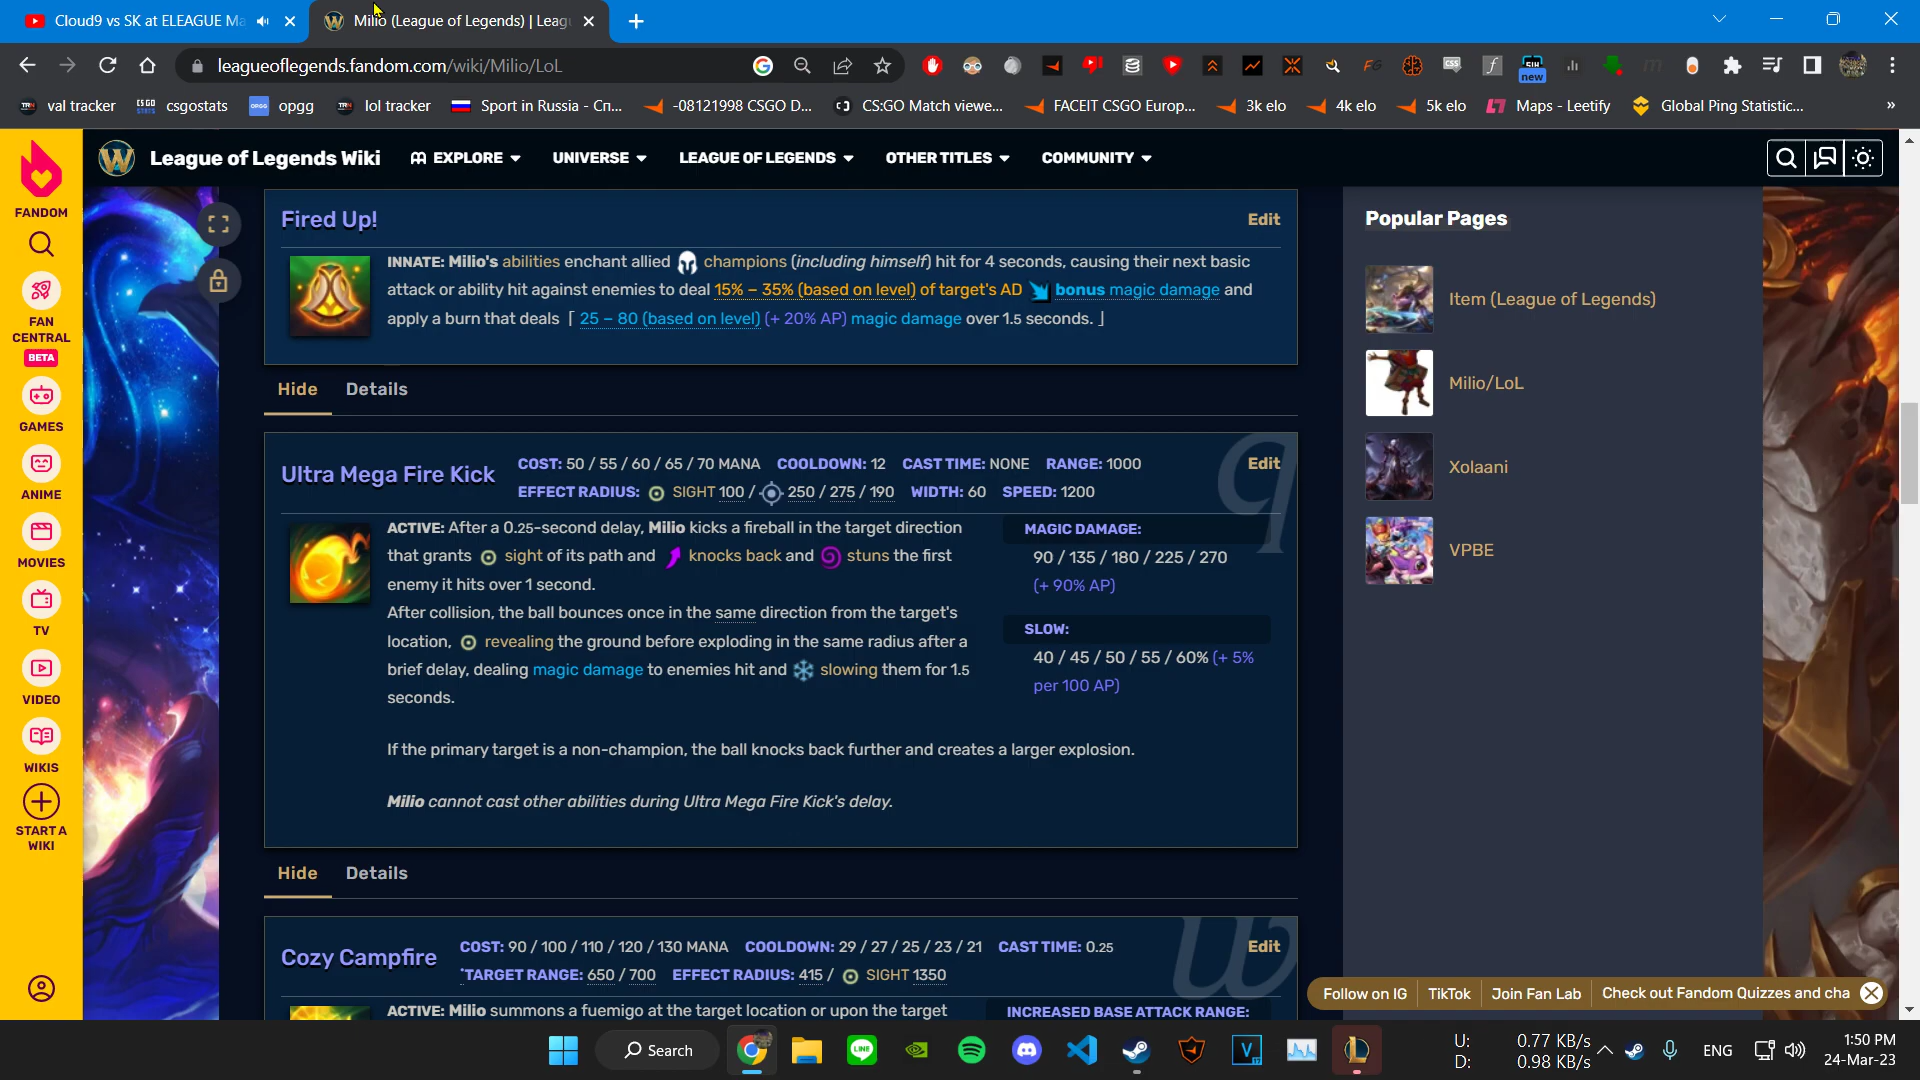 Cloud9 vs SK at ELEAGUE Ma
Milio (League of Legends) | Leag
leagueoflegends.fandom.com/wiki/Milio/LoL
new
val tracker
csgostats
opgg
lol tracker
Sport in Russia - Cn...
-08121998 CSGO D...
CS:GO Match viewe...
FACEIT CSGO Europ...
3k elo
4k elo
5k elo
Maps - Leetify
Global Ping Statistic...
»
League of Legends Wiki
EXPLORE
UNIVERSE
LEAGUE OF LEGENDS
OTHER TITLES
COMMUNITY
FANDOM
FAN CENTRAL
BETA
GAMES
ANIME
MOVIES
TV
VIDEO
WIKIS
START A WIKI
Fired Up!
Edit
INNATE: Milio's abilities enchant allied champions (including himself) hit for 4 seconds, causing their next basic
attack or ability hit against enemies to deal 15% – 35% (based on level) of target's AD bonus magic damage and
apply a burn that deals ⌈ 25 – 80 (based on level) (+ 20% AP) magic damage over 1.5 seconds. ⌋
Hide
Details
Ultra Mega Fire Kick
COST: 50 / 55 / 60 / 65 / 70 MANA COOLDOWN: 12 CAST TIME: NONE RANGE: 1000
EFFECT RADIUS: SIGHT 100 / 250 / 275 / 190 WIDTH: 60 SPEED: 1200
Edit
q
ACTIVE: After a 0.25-second delay, Milio kicks a fireball in the target direction
that grants sight of its path and knocks back and stuns the first
enemy it hits over 1 second.
After collision, the ball bounces once in the same direction from the target's
location, revealing the ground before exploding in the same radius after a
brief delay, dealing magic damage to enemies hit and slowing them for 1.5
seconds.
If the primary target is a non-champion, the ball knocks back further and creates a larger explosion.
Milio cannot cast other abilities during Ultra Mega Fire Kick's delay.
MAGIC DAMAGE:
90 / 135 / 180 / 225 / 270
(+ 90% AP)
SLOW:
40 / 45 / 50 / 55 / 60% (+ 5%
per 100 AP)
Hide
Details
Cozy Campfire
COST: 90 / 100 / 110 / 120 / 130 MANA COOLDOWN: 29 / 27 / 25 / 23 / 21 CAST TIME: 0.25
*TARGET RANGE: 650 / 700 EFFECT RADIUS: 415 / SIGHT 1350
Edit
w
ACTIVE: Milio summons a fuemigo at the target location or upon the target
INCREASED BASE ATTACK RANGE:
Popular Pages
Item (League of Legends)
Milio/LoL
Xolaani
VPBE
Follow on IG
TikTok
Join Fan Lab
Check out Fandom Quizzes and cha
Search
U: 0.77 KB/s
D: 0.98 KB/s
ENG
1:50 PM
24-Mar-23